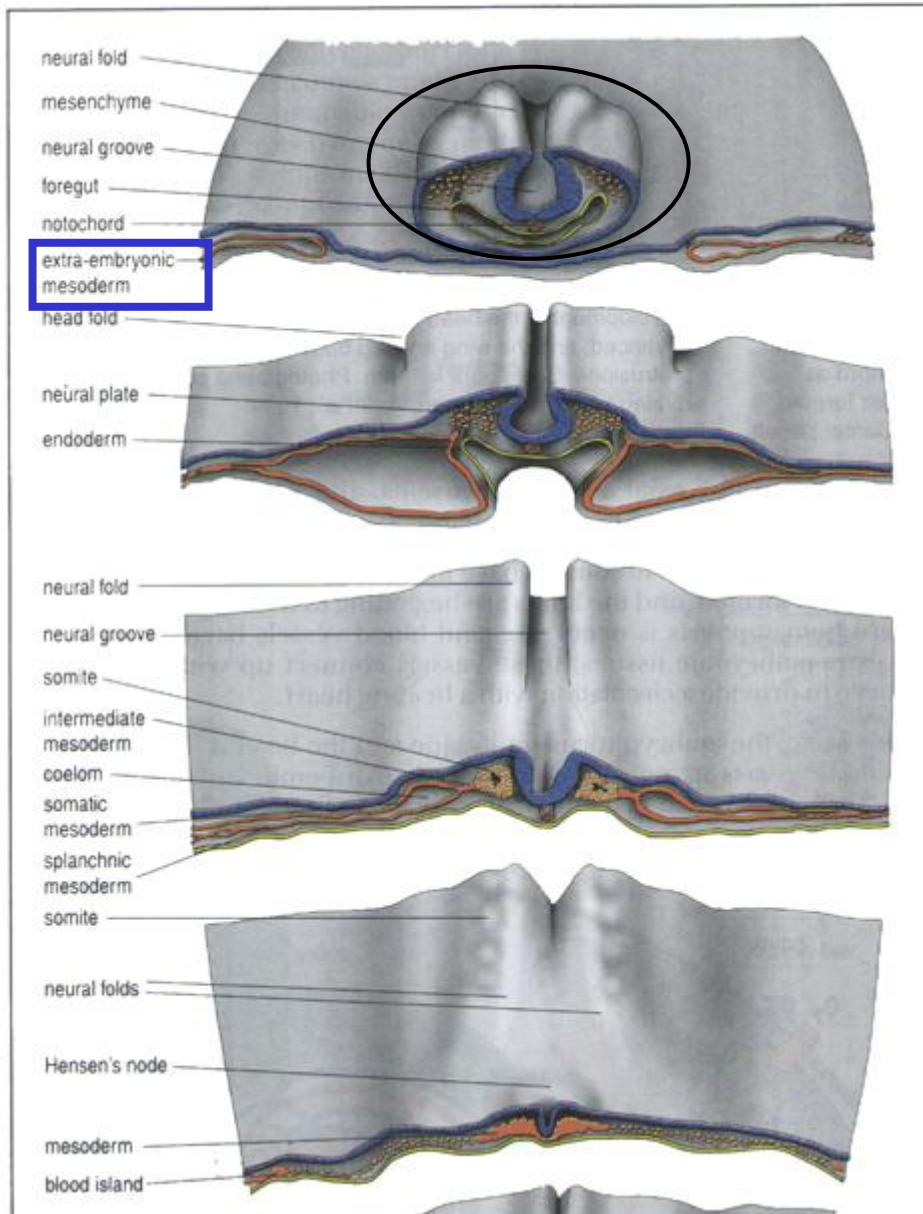 neural fold
mesenchyme
neural groove
foregut
notochord
extra-embryonic
mesoderm
head fold
neural plate
endoderm
neural fold
neural groove
somite
intermediate
mesoderm
coelom
somatic
mesoderm
splanchnic
mesoderm
somite
neural folds
Hensen's node
mesoderm
blood island